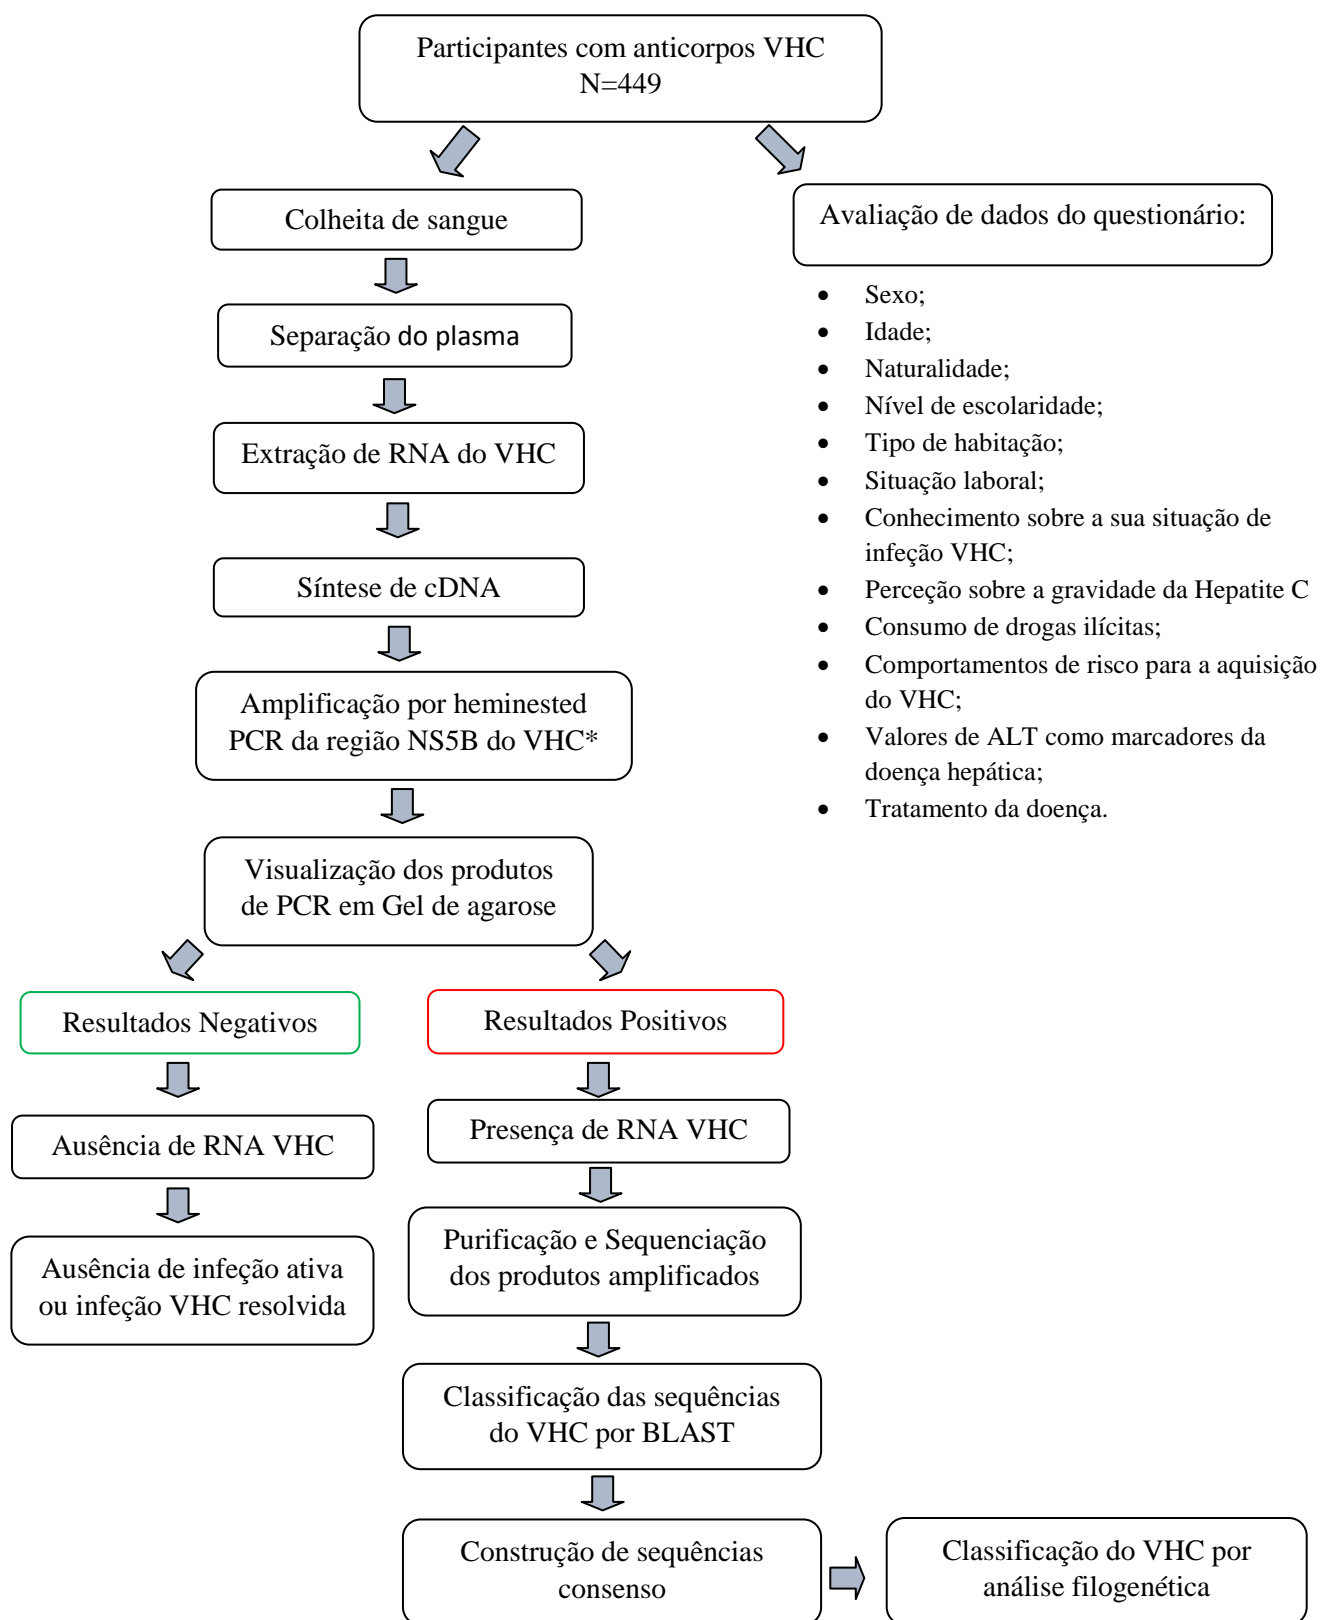 Participantes com anticorpos VHC
N=449
Colheita de sangue
Separação do plasma
Extração de RNA do VHC
Síntese de cDNA
Amplificação por heminested
PCR da região NS5B do VHC*
Visualização dos produtos
de PCR em Gel de agarose
Avaliação de dados do questionário:
• Sexo;
• Idade;
• Naturalidade;
• Nível de escolaridade;
• Tipo de habitação;
• Situação laboral;
• Conhecimento sobre a sua situação de
infeção VHC;
• Perceção sobre a gravidade da Hepatite C
• Consumo de drogas ilícitas;
• Comportamentos de risco para a aquisição
do VHC;
• Valores de ALT como marcadores da
doença hepática;
• Tratamento da doença.
Resultados Negativos
Ausência de RNA VHC
Ausência de infeção ativa
ou infeção VHC resolvida
Resultados Positivos
Presença de RNA VHC
Purificação e Sequenciação
dos produtos amplificados
Classificação das sequências
do VHC por BLAST
Construção de sequências
consenso
Classificação do VHC por
análise filogenética